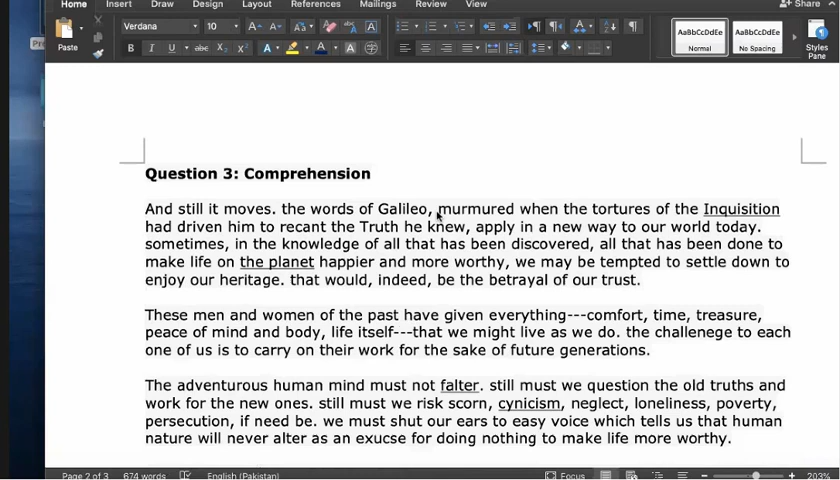 Home Insert Draw Design Layout References Mailings Review View Share
Paste Verdana 10 AaBbCcDdEe AaBbCcDdEe
B I U abc X₂ X² Normal No Spacing Styles Pane
Question 3: Comprehension
And still it moves. the words of Galileo, murmured when the tortures of the Inquisition
had driven him to recant the Truth he knew, apply in a new way to our world today.
sometimes, in the knowledge of all that has been discovered, all that has been done to
make life on the planet happier and more worthy, we may be tempted to settle down to
enjoy our heritage. that would, indeed, be the betrayal of our trust.
These men and women of the past have given everything---comfort, time, treasure,
peace of mind and body, life itself---that we might live as we do. the challenege to each
one of us is to carry on their work for the sake of future generations.
The adventurous human mind must not falter. still must we question the old truths and
work for the new ones. still must we risk scorn, cynicism, neglect, loneliness, poverty,
persecution, if need be. we must shut our ears to easy voice which tells us that human
nature will never alter as an exucse for doing nothing to make life more worthy.
Page 2 of 3 674 words English (Pakistan) Focus 203%